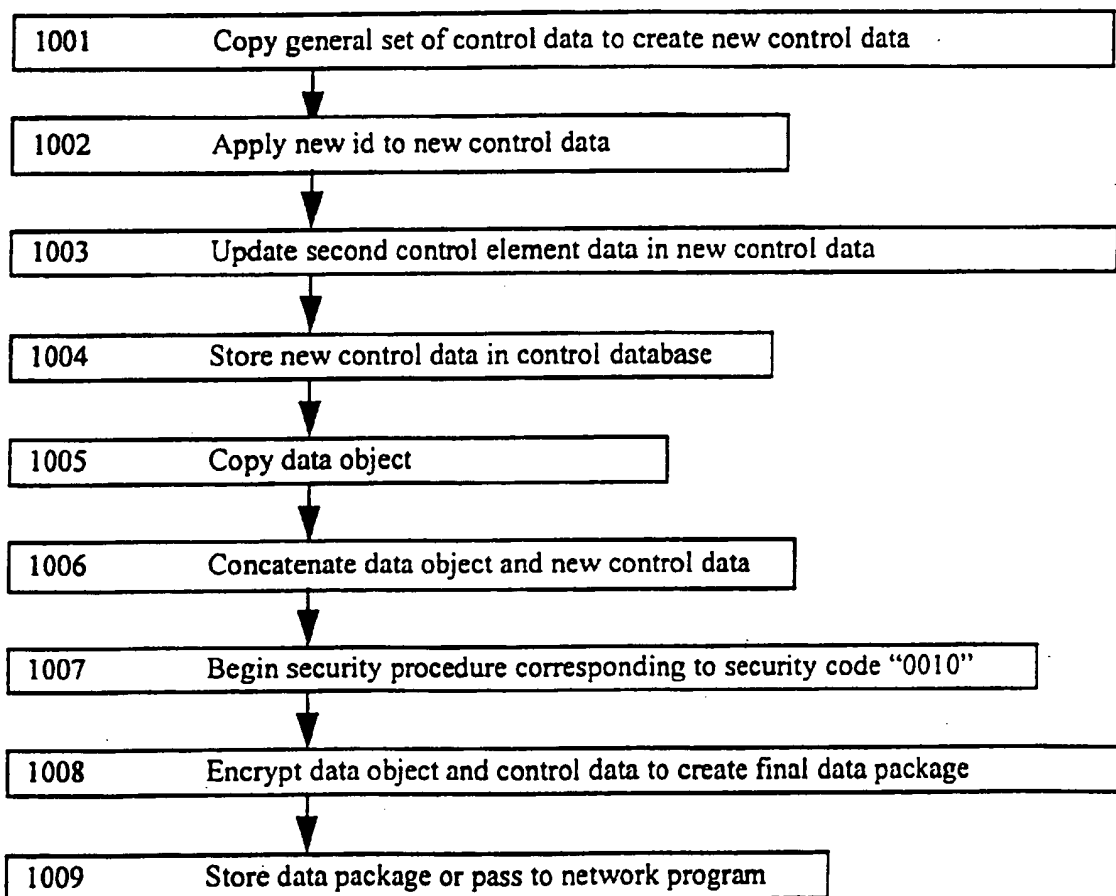 1001 Copy general set of control data to create new control data
1002 Apply new id to new control data
1003 Update second control element data in new control data
1004 Store new control data in control database
1005 Copy data object
1006 Concatenate data object and new control data
1007 Begin security procedure corresponding to security code “0010”
1008 Encrypt data object and control data to create final data package
1009 Store data package or pass to network program